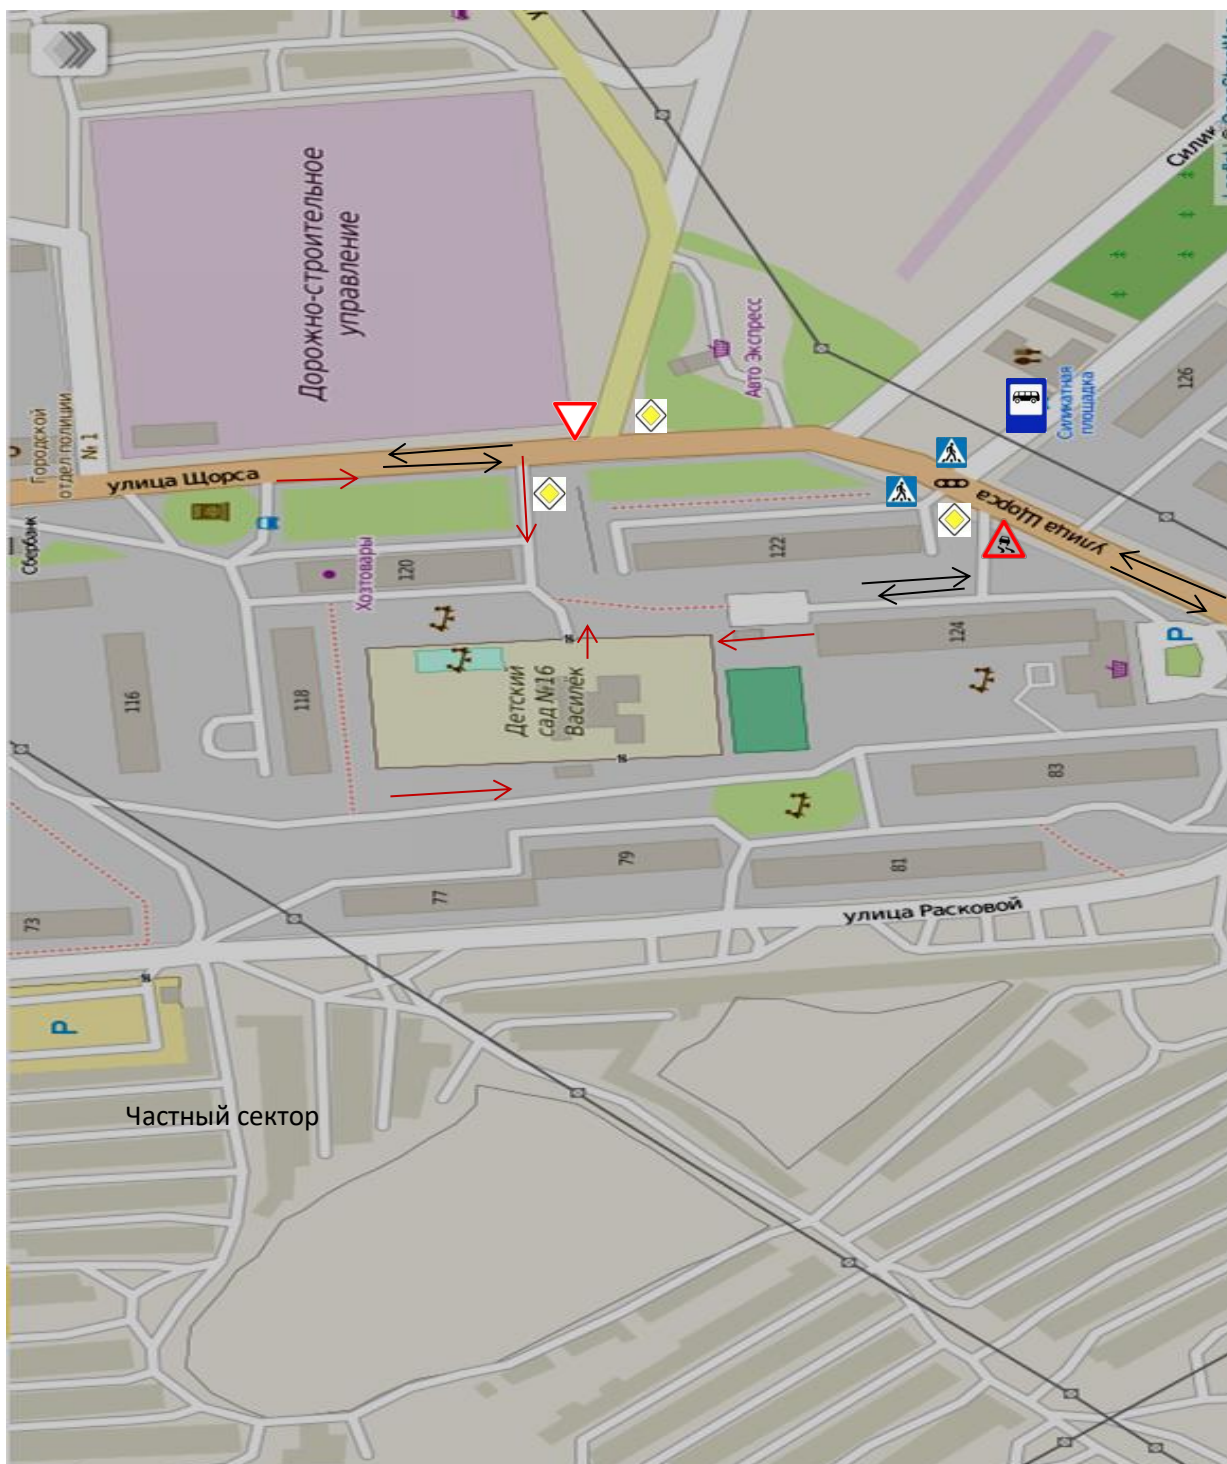 Дорожно-строительное
управление
Городской
отдел полиции
№ 1
улица Щорса
Сбербанк
Хозтовары
120
122
116
118
Детский
сад №16
Василёк
Авто Экспресс
Силикатная
площадка
126
улица Щорса
124
P
83
79
77
81
73
улица Расковой
P
Частный сектор